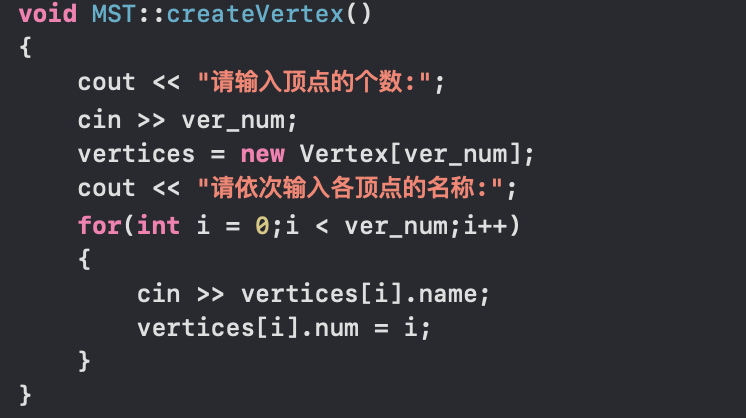 void MST::createVertex()
{
    cout << "请输入顶点的个数:";
    cin >> ver_num;
    vertices = new Vertex[ver_num];
    cout << "请依次输入各顶点的名称:";
    for(int i = 0;i < ver_num;i++)
    {
        cin >> vertices[i].name;
        vertices[i].num = i;
    }
}